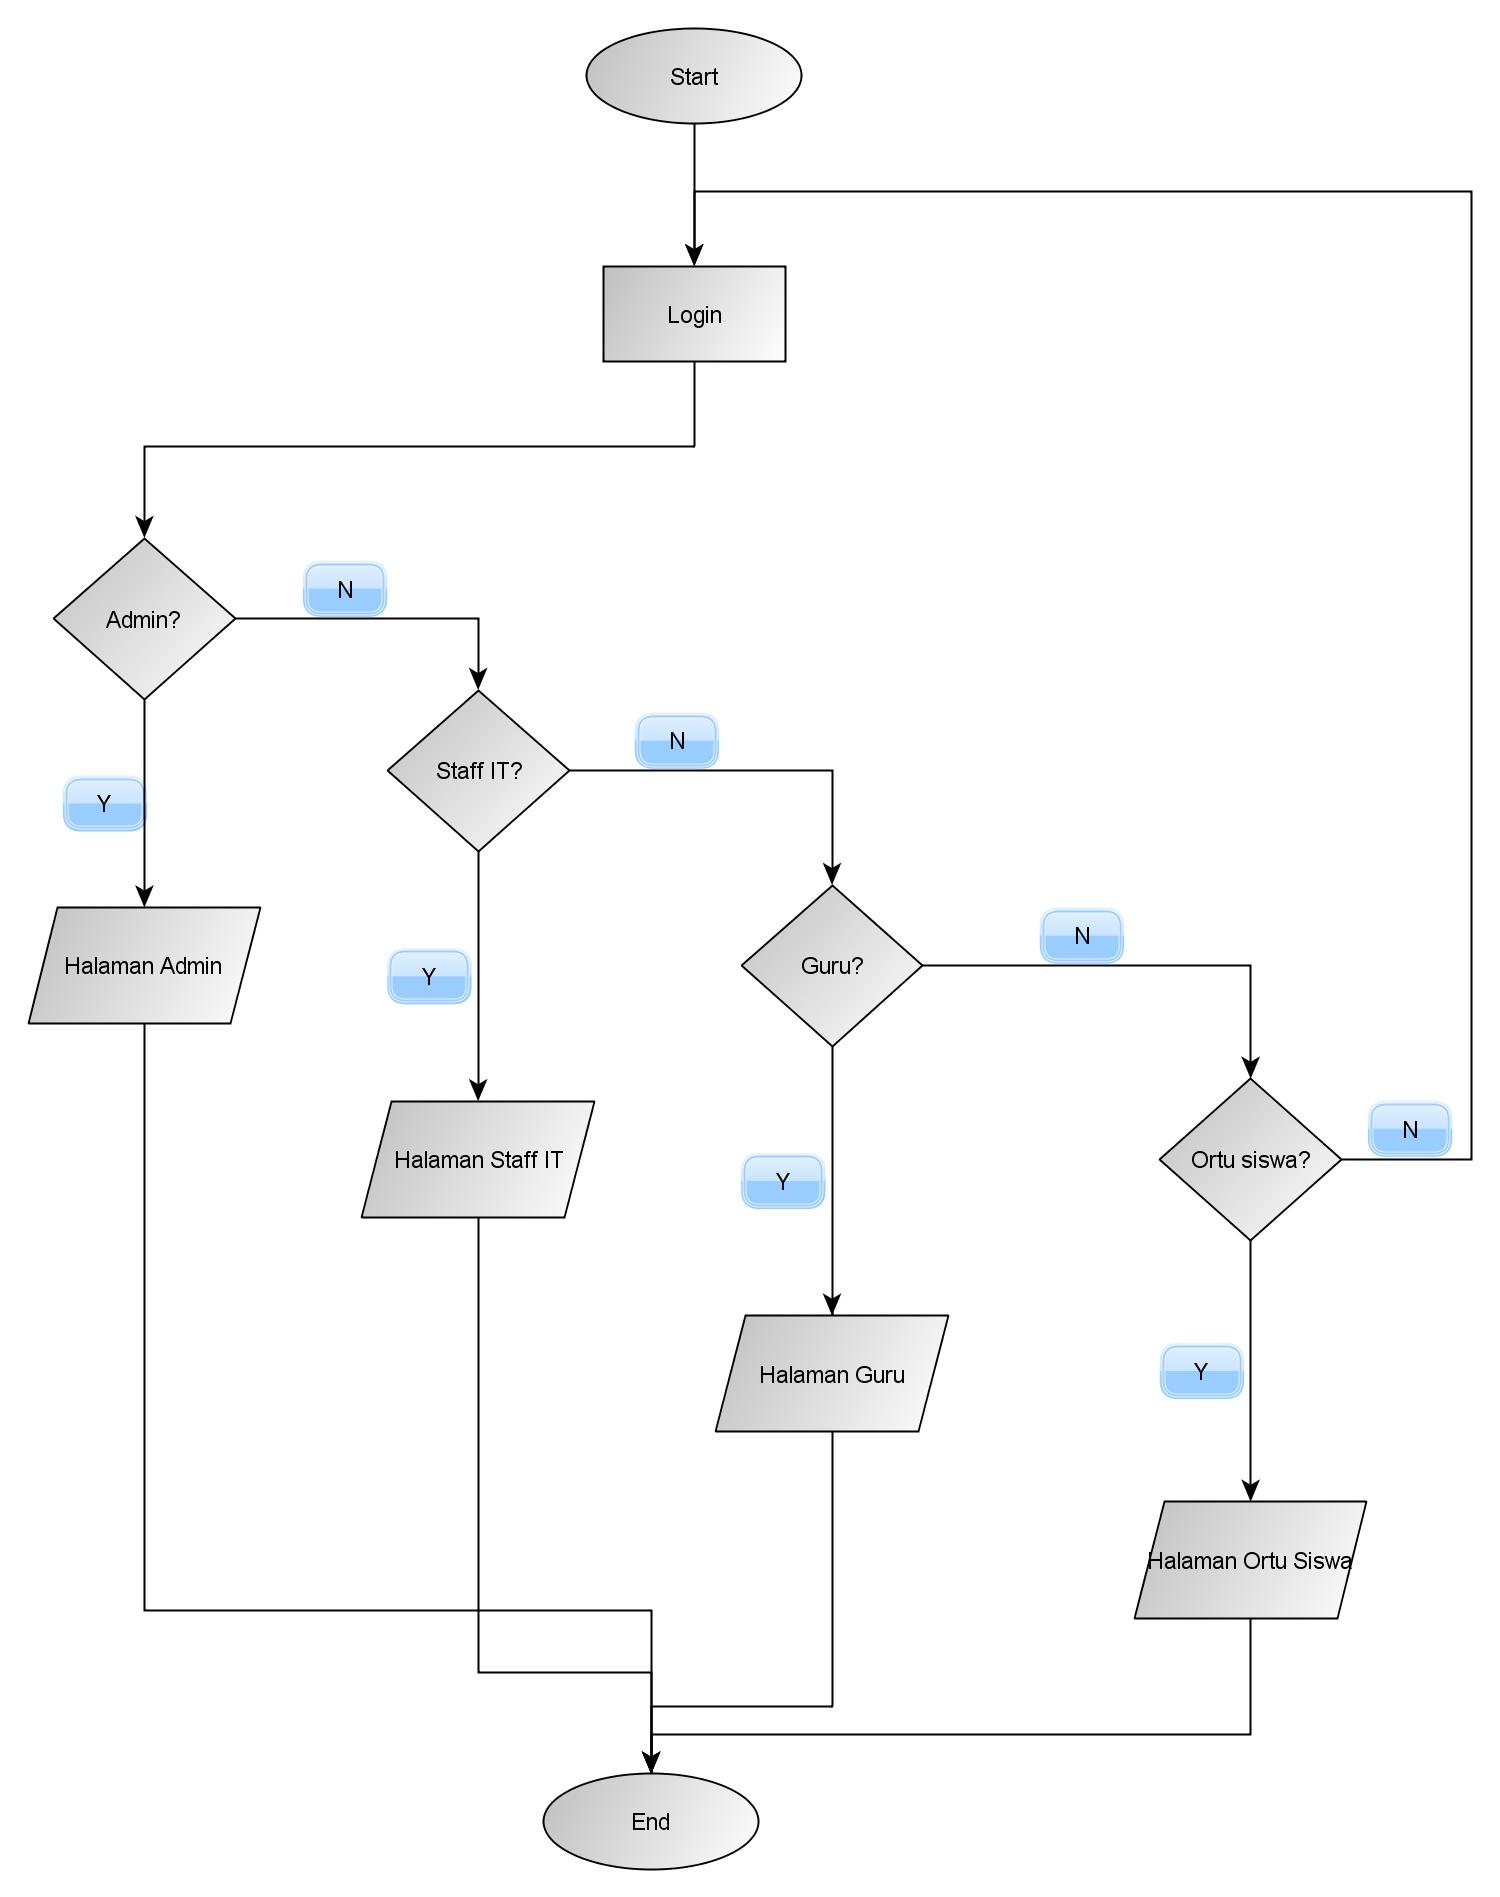 Start
Login
Admin?
N
Staff IT?
N
Y
Halaman Admin
Y
Guru?
N
Halaman Staff IT
Y
Ortu siswa?
N
Halaman Guru
Y
Halaman Ortu Siswa
End